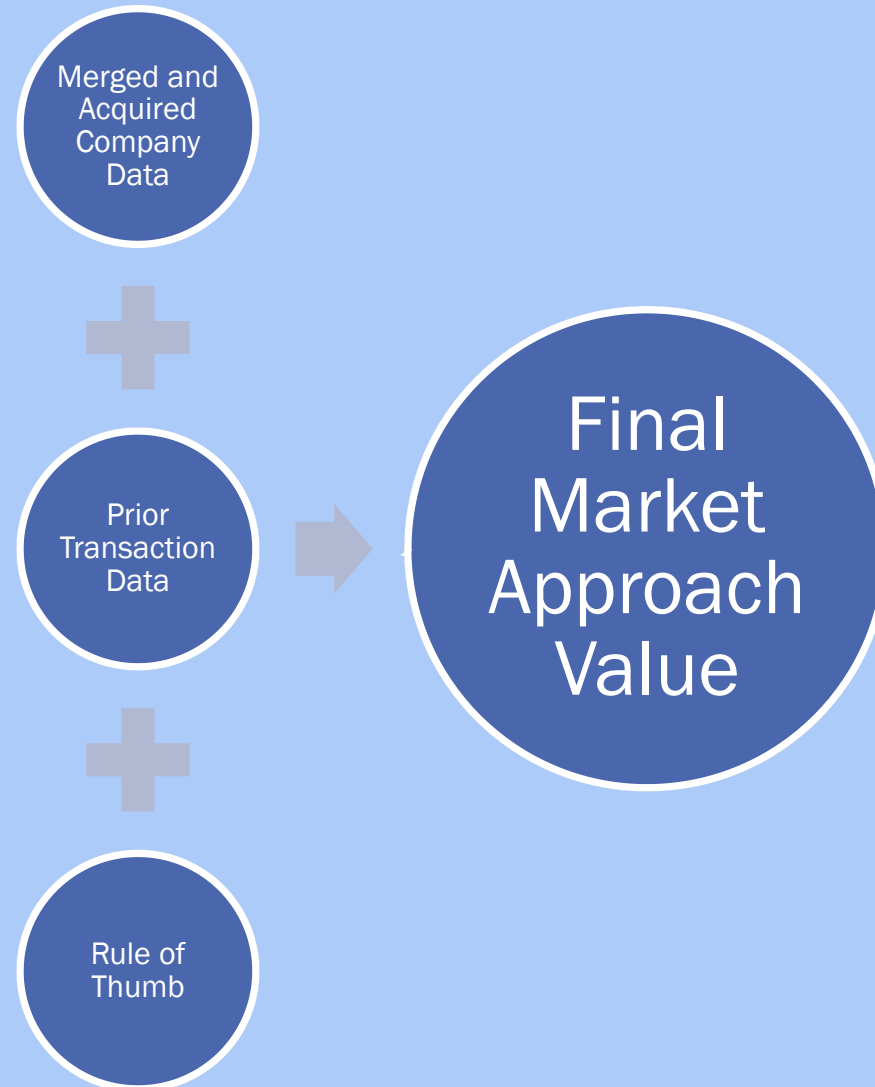 Merged and
Acquired
Company
Data
Prior
Transaction
Data
Rule of
Thumb
Final
Market
Approach
Value